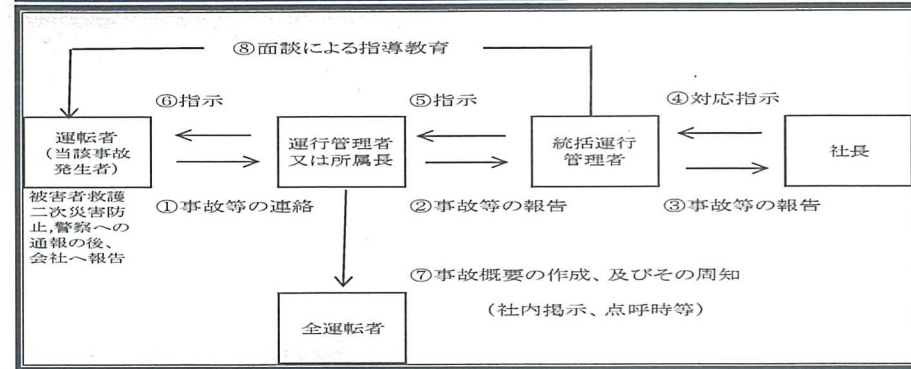 ⑧面談による指導教育
⑥指示
⑤指示
④対応指示
運転者
(当該事故
発生者)
運行管理者
又は所属長
統括運行
管理者
社長
被害者救護
二次災害防
止,警察への
通報の後、
会社へ報告
①事故等の連絡
②事故等の報告
③事故等の報告
⑦事故概要の作成、及びその周知
(社内掲示、点呼時等)
全運転者